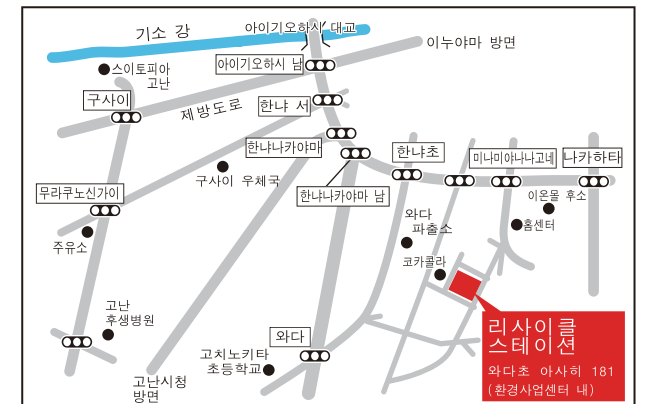 기소 강
아이기오하시 대교
이누야마 방면
스이토피아
고난
아이기오하시 남
구사이
제방도로
한냐 서
한냐나카야마
한냐초
미나미야나나고네
나카하타
구사이 우체국
한냐나카야마 남
이온몰 후소
무라쿠노신가이
와다
파출소
홈센터
주유소
코카콜라
고난
후생병원
와다
리사이클
스테이션
고치노키타
초등학교
와다초 아사히 181
(환경사업센터 내)
고난시청
방면